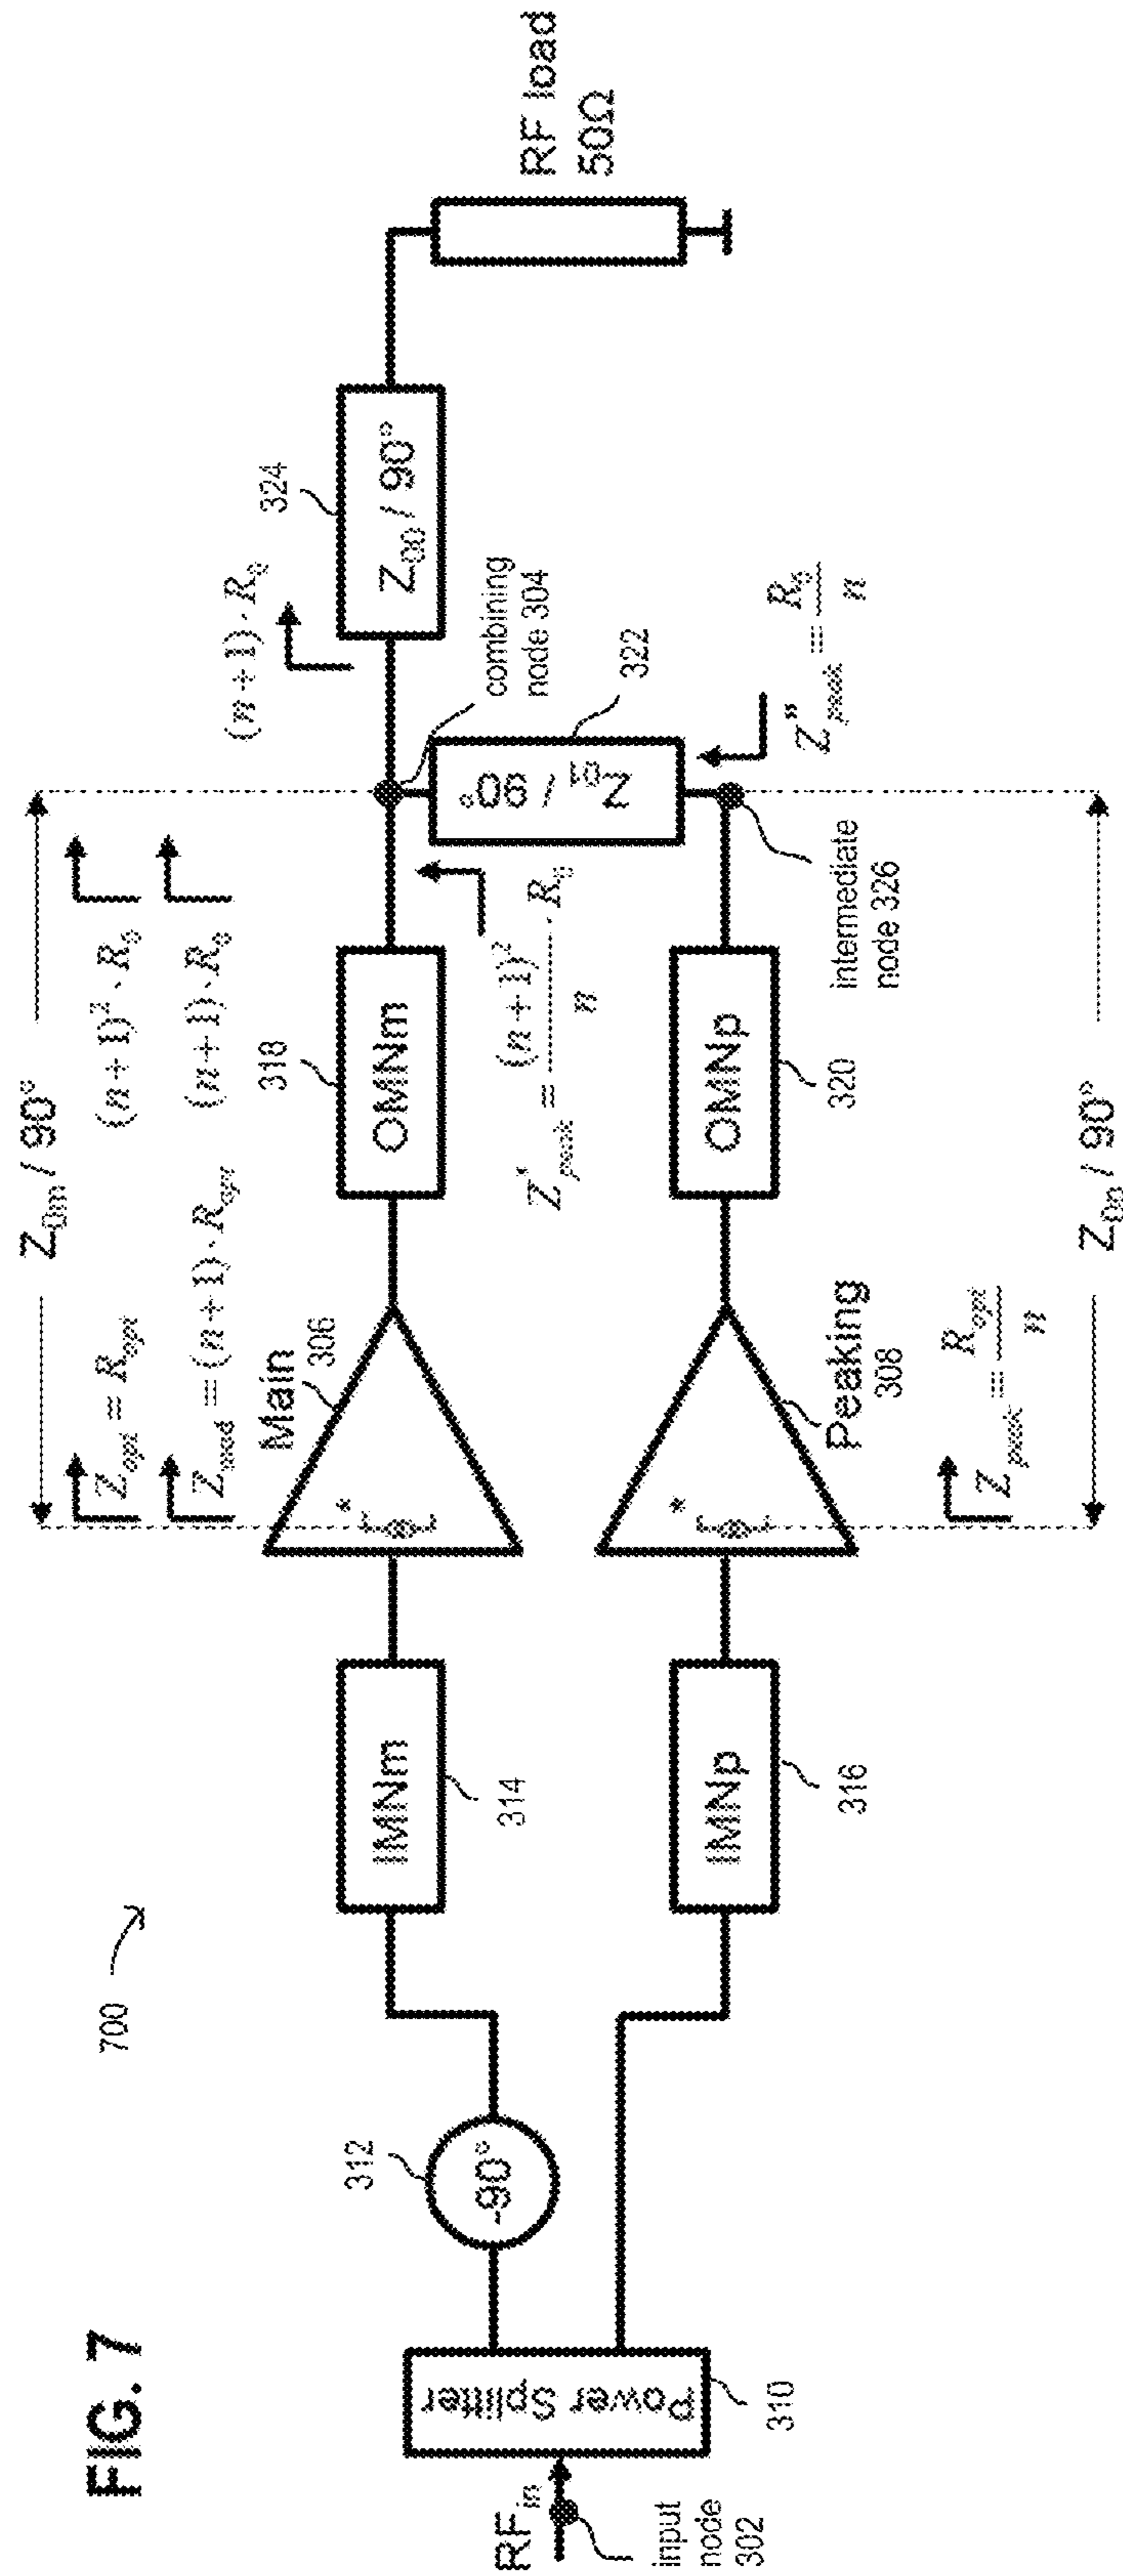 FIG. 7
700
RF_in
input
node
302
Power Splitter
310
-90°
312
IMNm
314
IMNp
316
Main
306
*
Peaking
308
*
Z_0m / 90°
Z_opt = R_opt
(n + 1)² · R_0
Z_mod = (n + 1) · R_opt
(n + 1) · R_0
318
OMNm
Z'_peak = (n + 1)² / n · R_0
OMNp
320
Z_peak = R_opt / n
Z_0p / 90°
(n + 1) · R_0
324
Z_00 / 90°
combining
node 304
Z_01 / 90°
322
Z"_peak = R_0 / n
intermediate
node 326
RF load
50Ω